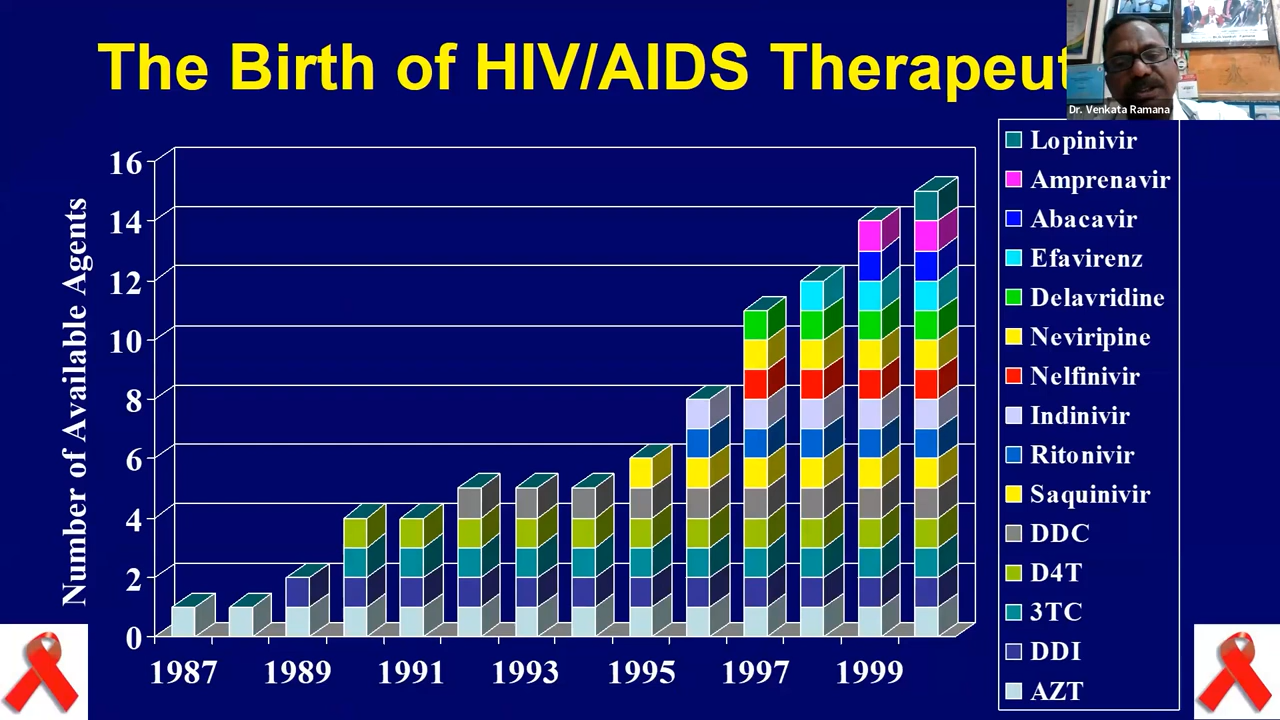 The Birth of HIV/AIDS Therapeut
Dr. Venkata Ramana
Number of Available Agents
16
14
12
10
8
6
4
2
0
1987 1989 1991 1993 1995 1997 1999
Lopinivir
Amprenavir
Abacavir
Efavirenz
Delavridine
Neviripine
Nelfinivir
Indinivir
Ritonivir
Saquinivir
DDC
D4T
3TC
DDI
AZT